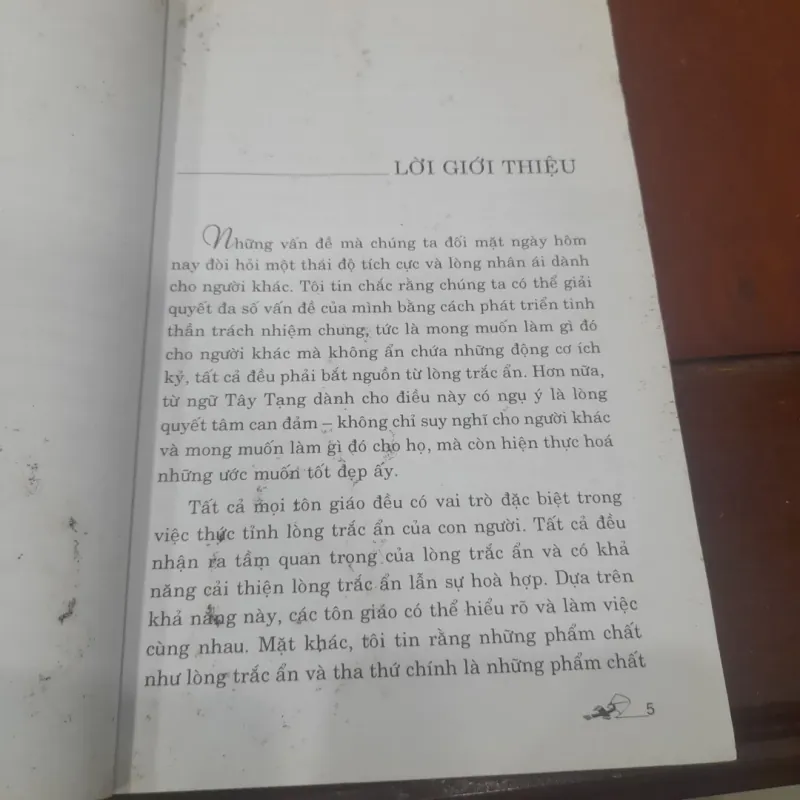 LỜI GIỚI THIỆU
Những vấn đề mà chúng ta đối mặt ngày hôm
nay đòi hỏi một thái độ tích cực và lòng nhân ái dành
cho người khác. Tôi tin chắc rằng chúng ta có thể giải
quyết đa số vấn đề của mình bằng cách phát triển tinh
thần trách nhiệm chung, tức là mong muốn làm gì đó
cho người khác mà không ẩn chứa những động cơ ích
kỷ, tất cả đều phải bắt nguồn từ lòng trắc ẩn. Hơn nữa,
từ ngữ Tây Tạng dành cho điều này có ngụ ý là lòng
quyết tâm can đảm – không chỉ suy nghĩ cho người khác
và mong muốn làm gì đó cho họ, mà còn hiện thực hoá
những ước muốn tốt đẹp ấy.
Tất cả mọi tôn giáo đều có vai trò đặc biệt trong
việc thức tỉnh lòng trắc ẩn của con người. Tất cả đều
nhận ra tầm quan trọng của lòng trắc ẩn và có khả
năng cải thiện lòng trắc ẩn lẫn sự hoà hợp. Dựa trên
khả năng này, các tôn giáo có thể hiểu rõ và làm việc
cùng nhau. Mặt khác, tôi tin rằng những phẩm chất
như lòng trắc ẩn và tha thứ chính là những phẩm chất
5